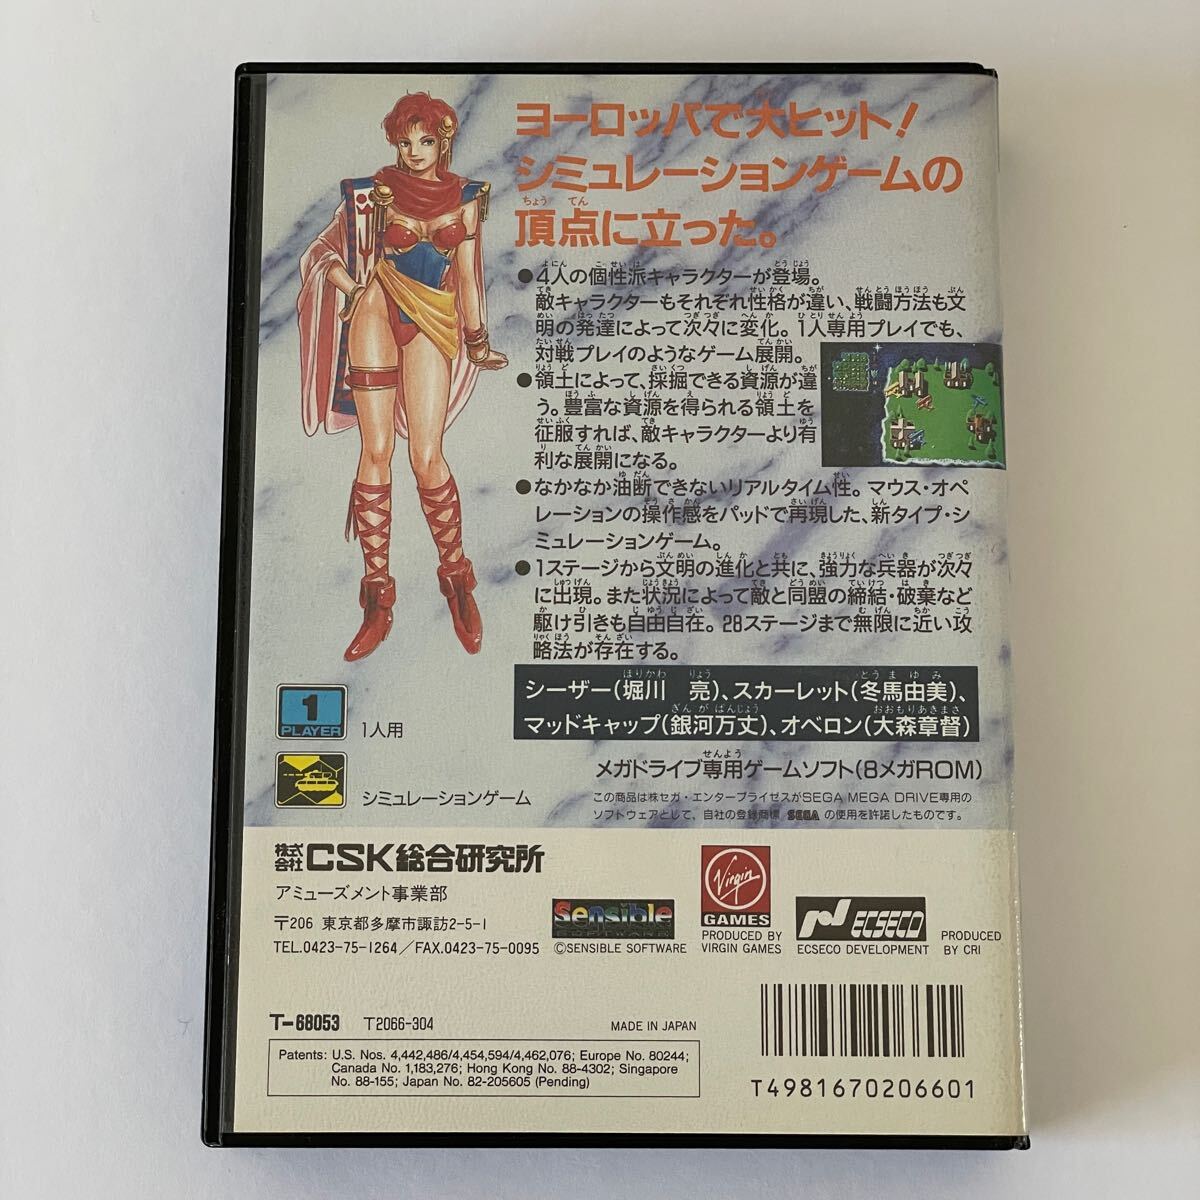 ヨーロッパで大ヒット!
シミュレーションゲームの
頂点に立った。
●4人の個性派キャラクターが登場。
敵キャラクターもそれぞれ性格が違い、戦闘方法も文
明の発達によって次々に変化。1人専用プレイでも、
対戦プレイのようなゲーム展開。
●領土によって、採掘できる資源が違
う。豊富な資源を得られる領土を
征服すれば、敵キャラクターより有
利な展開になる。
●なかなか油断できないリアルタイム性。マウス・オペ
レーションの操作感をパッドで再現した、新タイプ・シ
ミュレーションゲーム。
●1ステージから文明の進化と共に、強力な兵器が次々
に出現。また状況によって敵と同盟の締結・破棄など
駆け引きも自由自在。28ステージまで無限に近い攻
略法が存在する。
シーザー(堀川 亮)、スカーレット(冬馬由美)、
マッドキャップ(銀河万丈)、オベロン(大森章督)
1
PLAYER
1人用
シミュレーションゲーム
メガドライブ専用ゲームソフト(8メガROM)
この商品は株セガ・エンタープライゼスがSEGA MEGA DRIVE専用の
ソフトウェアとして、自社の登録商標 SEGA の使用を許諾したものです。
株式会社CSK総合研究所
アミューズメント事業部
〒206 東京都多摩市諏訪2-5-1
TEL.0423-75-1264/FAX.0423-75-0095
Sensible
SOFTWARE
©SENSIBLE SOFTWARE
Virgin
GAMES
PRODUCED BY
VIRGIN GAMES
ECSECO
ECSECO DEVELOPMENT
PRODUCED
BY CRI
T-68053 T2066-304
MADE IN JAPAN
Patents: U.S. Nos. 4,442,486/4,454,594/4,462,076; Europe No. 80244;
Canada No. 1,183,276; Hong Kong No. 88-4302; Singapore
No. 88-155; Japan No. 82-205605 (Pending)
T4981670206601